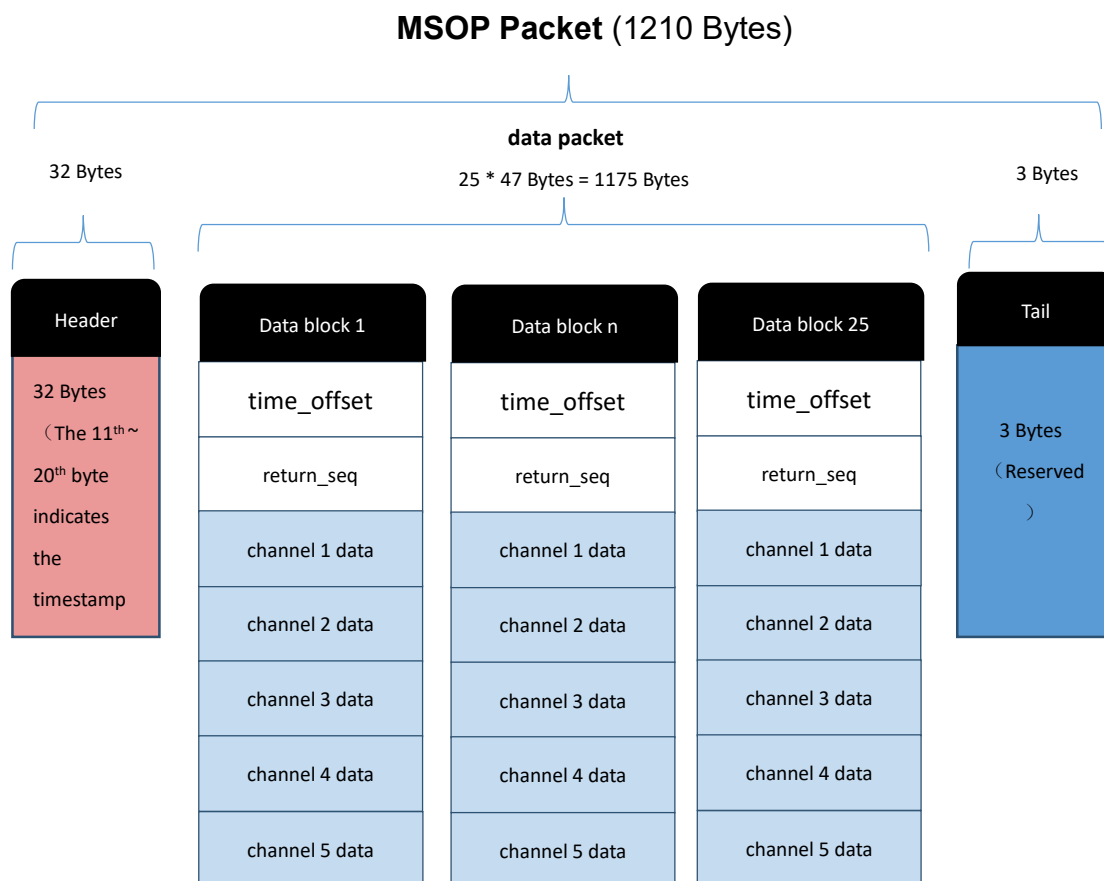 MSOP Packet (1210 Bytes)
data packet
32 Bytes
25 * 47 Bytes = 1175 Bytes
3 Bytes
Header
32 Bytes
（The 11th ~
20th byte
indicates
the
timestamp
Data block 1
time_offset
return_seq
channel 1 data
channel 2 data
channel 3 data
channel 4 data
channel 5 data
Data block n
time_offset
return_seq
channel 1 data
channel 2 data
channel 3 data
channel 4 data
channel 5 data
Data block 25
time_offset
return_seq
channel 1 data
channel 2 data
channel 3 data
channel 4 data
channel 5 data
Tail
3 Bytes
（Reserved
）